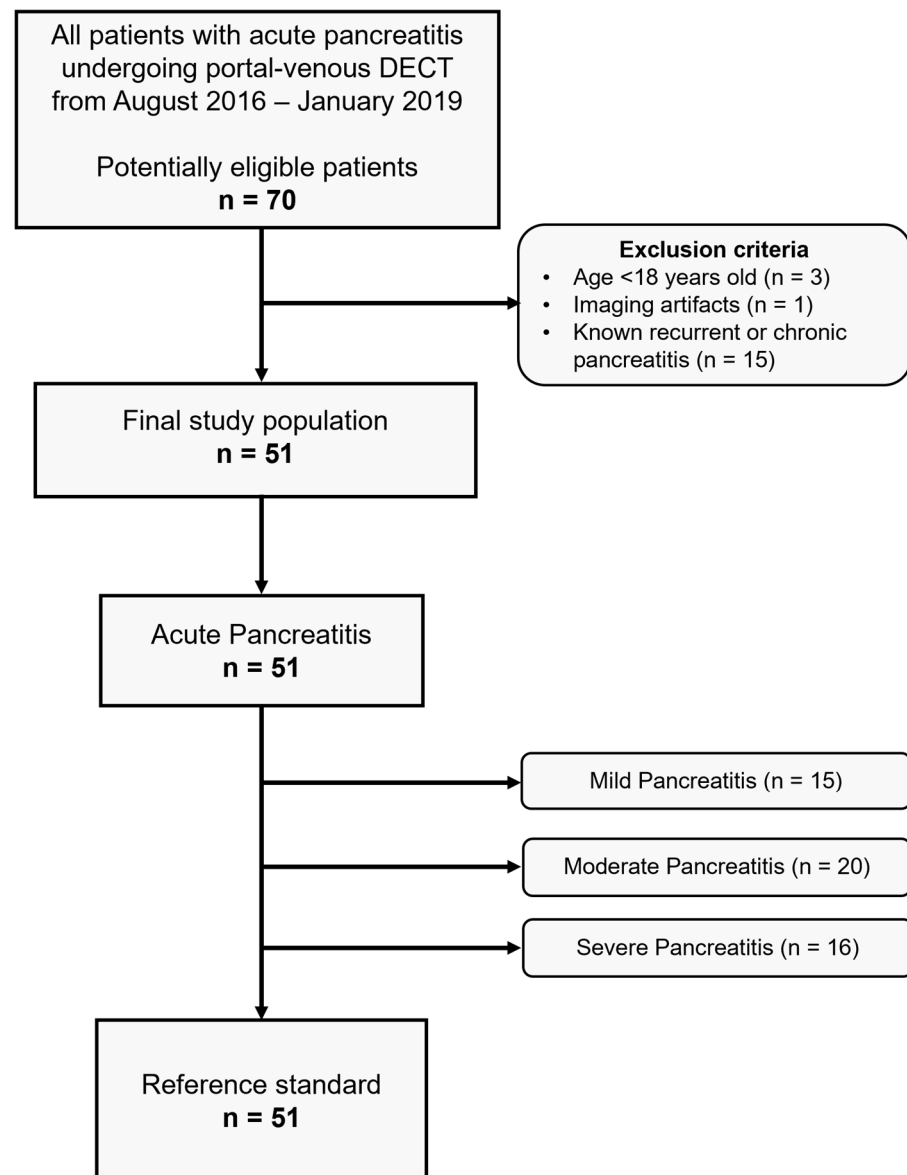 All patients with acute pancreatitis
undergoing portal-venous DECT
from August 2016 – January 2019
Potentially eligible patients
n = 70
Exclusion criteria
• Age <18 years old (n = 3)
• Imaging artifacts (n = 1)
• Known recurrent or chronic
pancreatitis (n = 15)
Final study population
n = 51
Acute Pancreatitis
n = 51
Mild Pancreatitis (n = 15)
Moderate Pancreatitis (n = 20)
Severe Pancreatitis (n = 16)
Reference standard
n = 51